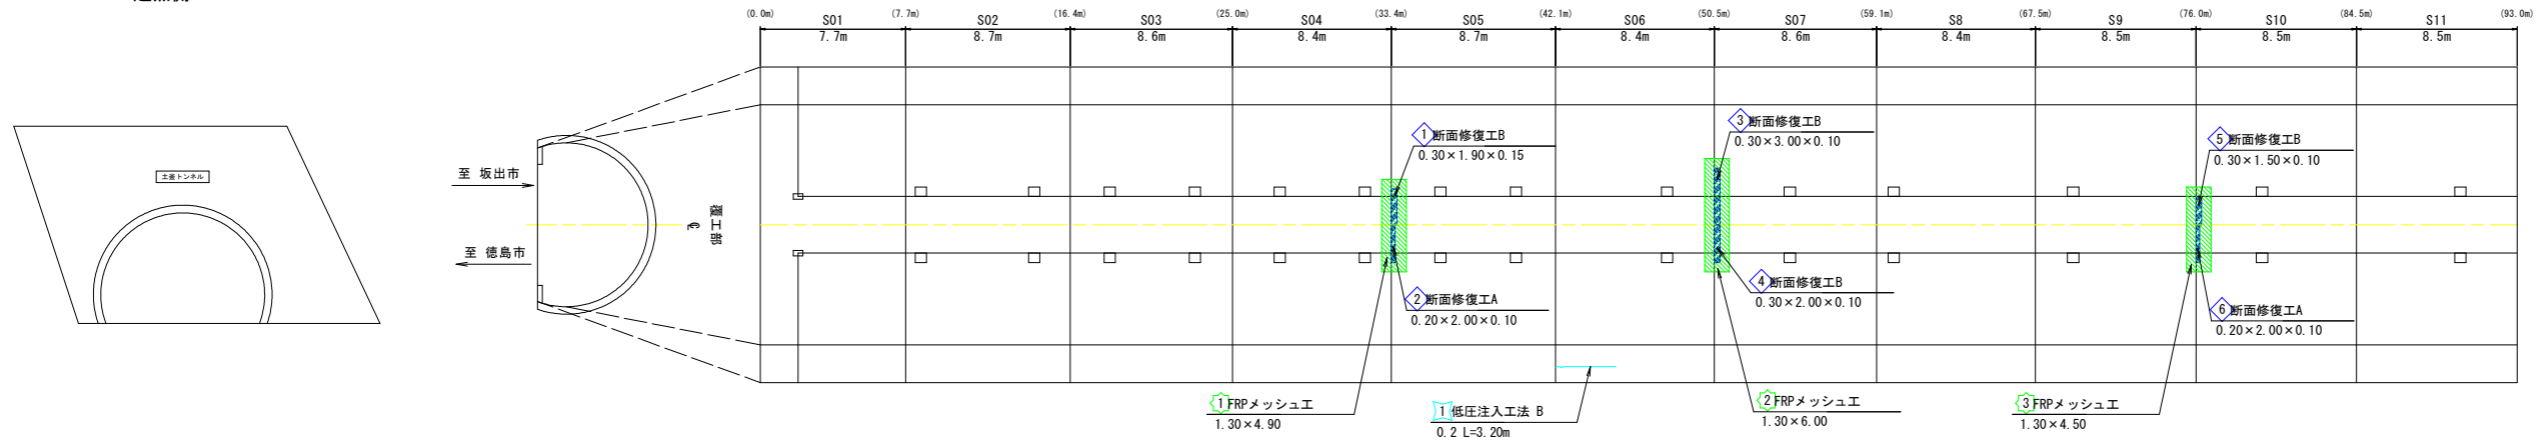 (0.0m) (7.7m) (16.4m) (25.0m) (33.4m) (42.1m) (50.5m) (59.1m) (67.5m) (76.0m) (84.5m) (93.0m)
S01 S02 S03 S04 S05 S06 S07 S8 S9 S10 S11
7.7m 8.7m 8.6m 8.4m 8.7m 8.4m 8.6m 8.4m 8.5m 8.5m 8.5m
至 坂出市
至 徳島市
覆工部
℄
1 断面修復工B
0.30×1.90×0.15
3 断面修復工B
0.30×3.00×0.10
5 断面修復工B
0.30×1.50×0.10
2 断面修復工A
0.20×2.00×0.10
4 断面修復工B
0.30×2.00×0.10
6 断面修復工A
0.20×2.00×0.10
1 FRPメッシュ工
1.30×4.90
1 低圧注入工法 B
0.2 L=3.20m
2 FRPメッシュ工
1.30×6.00
3 FRPメッシュ工
1.30×4.50